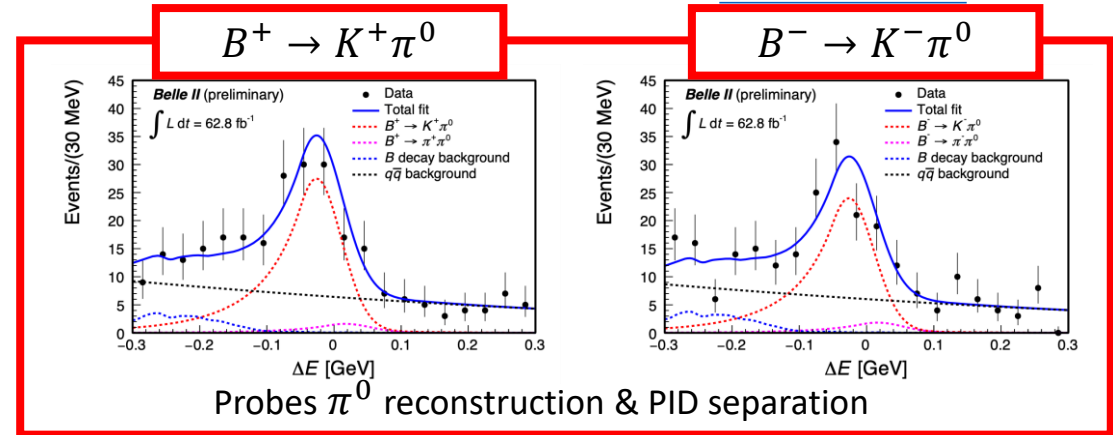 B⁺ → K⁺π⁰
B⁻ → K⁻π⁰
Events/(30 MeV)
45
40
35
30
25
20
15
10
5
0
Belle II (preliminary)
∫ L dt = 62.8 fb⁻¹
Data
Total fit
B⁺ → K⁺π⁰
B⁺ → π⁺π⁰
B decay background
qq̅ background
−0.3 −0.2 −0.1 0 0.1 0.2 0.3
ΔE [GeV]
Events/(30 MeV)
45
40
35
30
25
20
15
10
5
0
Belle II (preliminary)
∫ L dt = 62.8 fb⁻¹
Data
Total fit
B⁻ → K⁻π⁰
B⁻ → π⁻π⁰
B decay background
qq̅ background
−0.3 −0.2 −0.1 0 0.1 0.2 0.3
ΔE [GeV]
Probes π⁰ reconstruction & PID separation